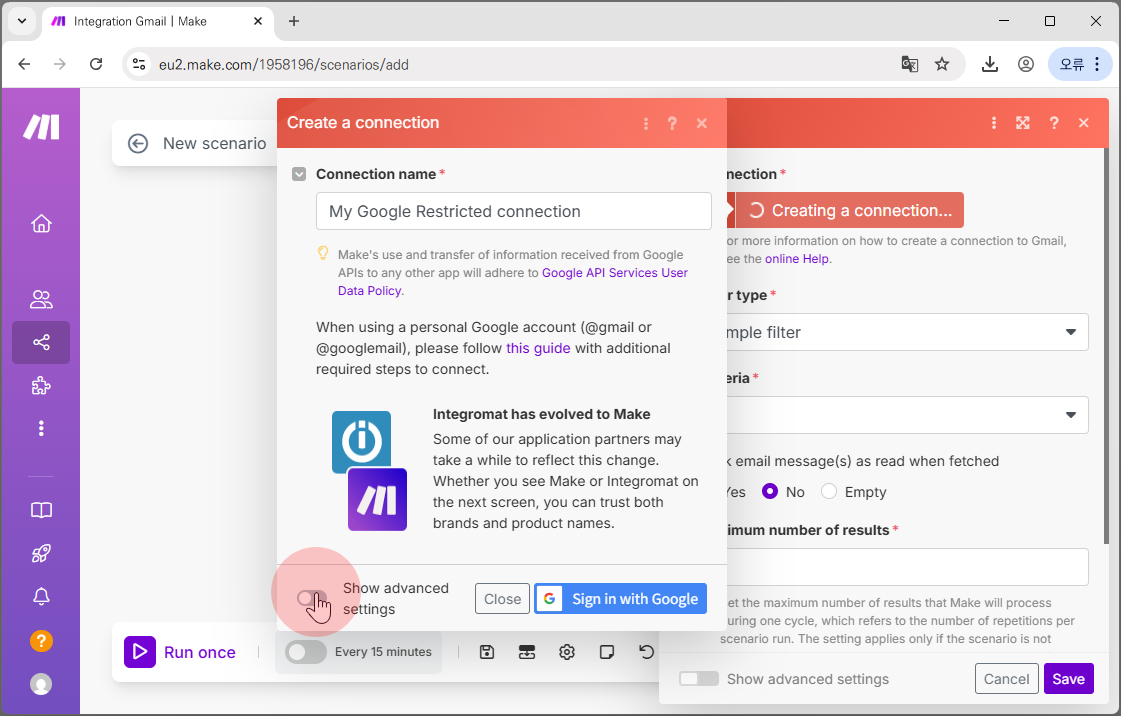 Integration Gmail | Make
eu2.make.com/1958196/scenarios/add
오류
New scenario
Create a connection
Connection name *
My Google Restricted connection
Make's use and transfer of information received from Google
APIs to any other app will adhere to Google API Services User
Data Policy.
When using a personal Google account (@gmail or
@googlemail), please follow this guide with additional
required steps to connect.
Integromat has evolved to Make
Some of our application partners may
take a while to reflect this change.
Whether you see Make or Integromat on
the next screen, you can trust both
brands and product names.
Show advanced
settings
Close
Sign in with Google
nection *
Creating a connection...
or more information on how to create a connection to Gmail,
ee the online Help.
r type *
mple filter
eria *
k email message(s) as read when fetched
Yes
No
Empty
imum number of results *
et the maximum number of results that Make will process
uring one cycle, which refers to the number of repetitions per
scenario run. The setting applies only if the scenario is not
Show advanced settings
Cancel
Save
Run once
Every 15 minutes